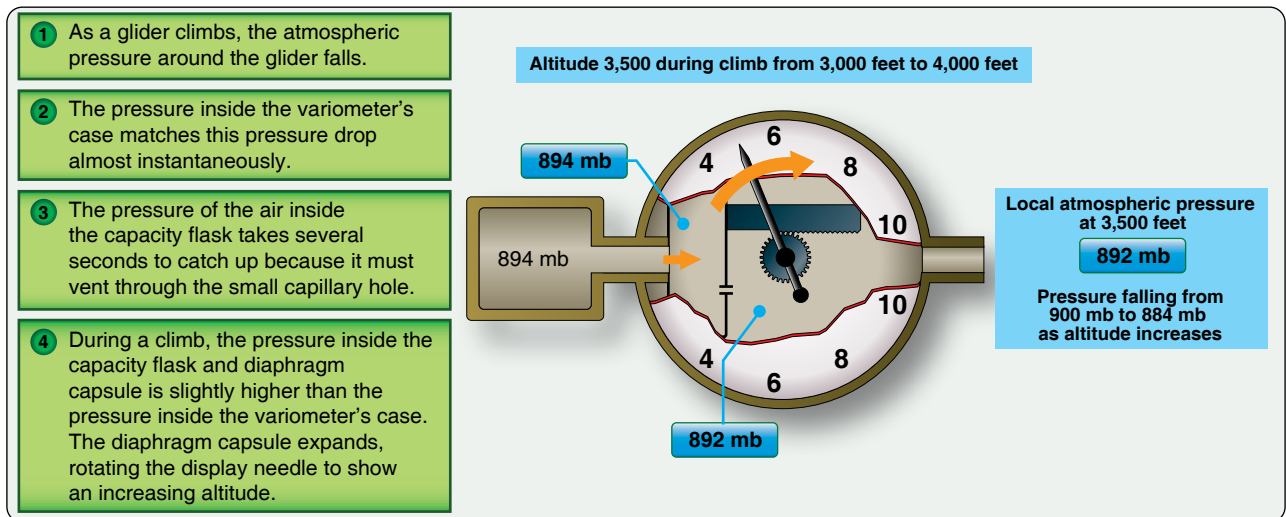 1 As a glider climbs, the atmospheric
pressure around the glider falls.
2 The pressure inside the variometer's
case matches this pressure drop
almost instantaneously.
3 The pressure of the air inside
the capacity flask takes several
seconds to catch up because it must
vent through the small capillary hole.
4 During a climb, the pressure inside the
capacity flask and diaphragm
capsule is slightly higher than the
pressure inside the variometer's case.
The diaphragm capsule expands,
rotating the display needle to show
an increasing altitude.
Altitude 3,500 during climb from 3,000 feet to 4,000 feet
894 mb
894 mb
4
6
8
10
10
8
6
4
892 mb
Local atmospheric pressure
at 3,500 feet
892 mb
Pressure falling from
900 mb to 884 mb
as altitude increases